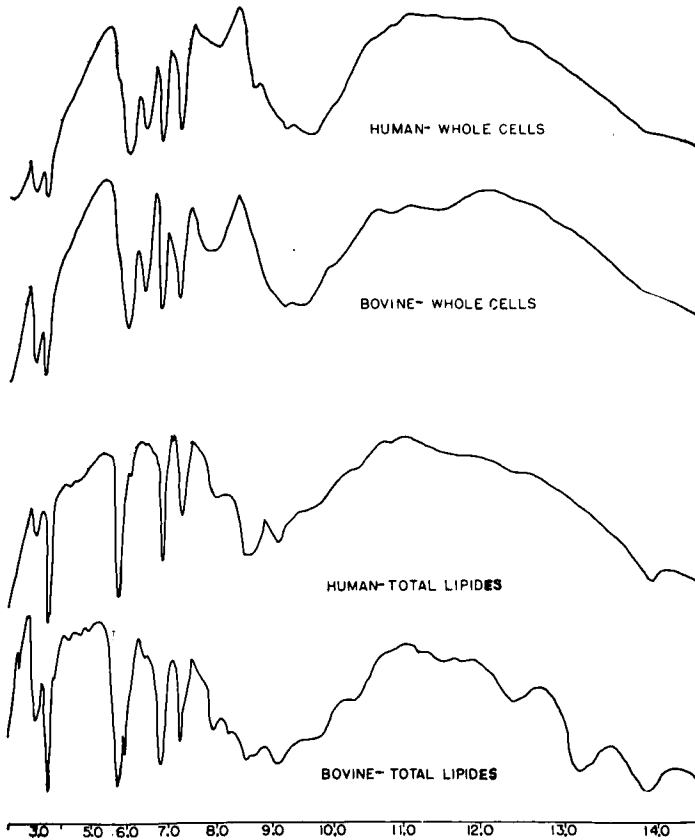 HUMAN- WHOLE CELLS
BOVINE- WHOLE CELLS
HUMAN-TOTAL LIPIDES
BOVINE-TOTAL LIPIDES
3.0 5.0 6.0 7.0 8.0 9.0 10.0 11.0 12.0 13.0 14.0